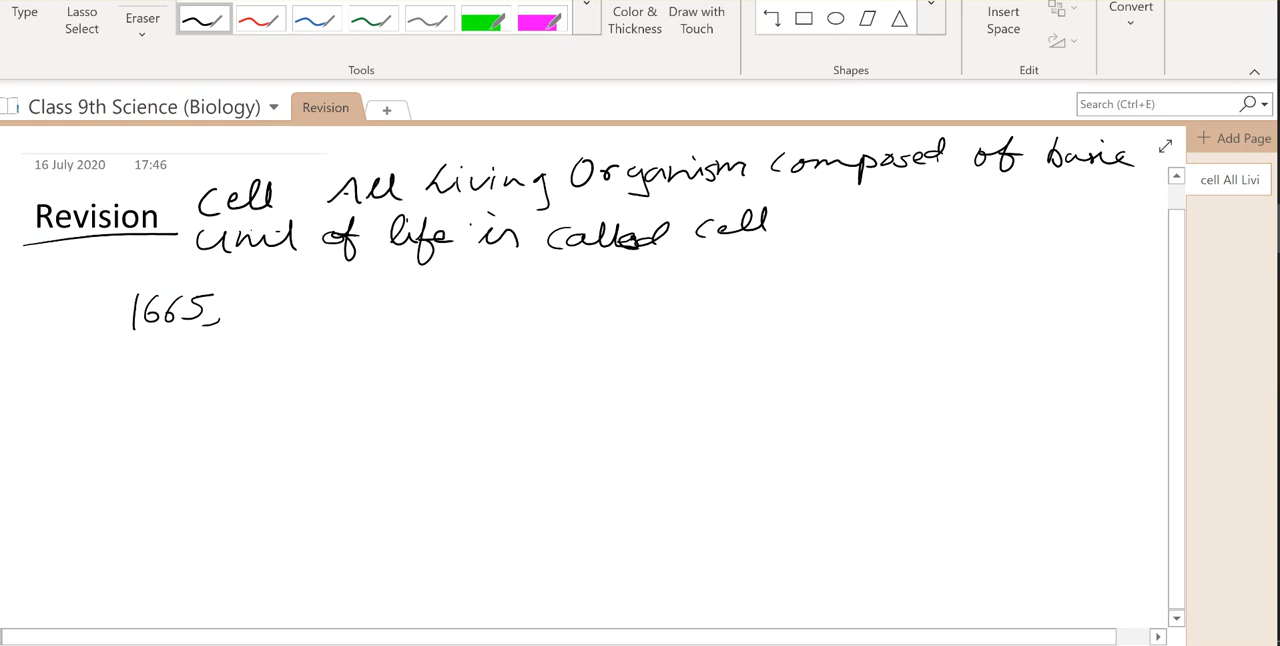 Type
Lasso Select
Eraser
Color & Thickness
Draw with Touch
Insert Space
Convert
Tools
Shapes
Edit
Class 9th Science (Biology)
Revision
Search (Ctrl+E)
Add Page
16 July 2020 17:46
cell All Livi
Cell All Living Organism composed of basic
Revision
unit of life is called cell
1665,